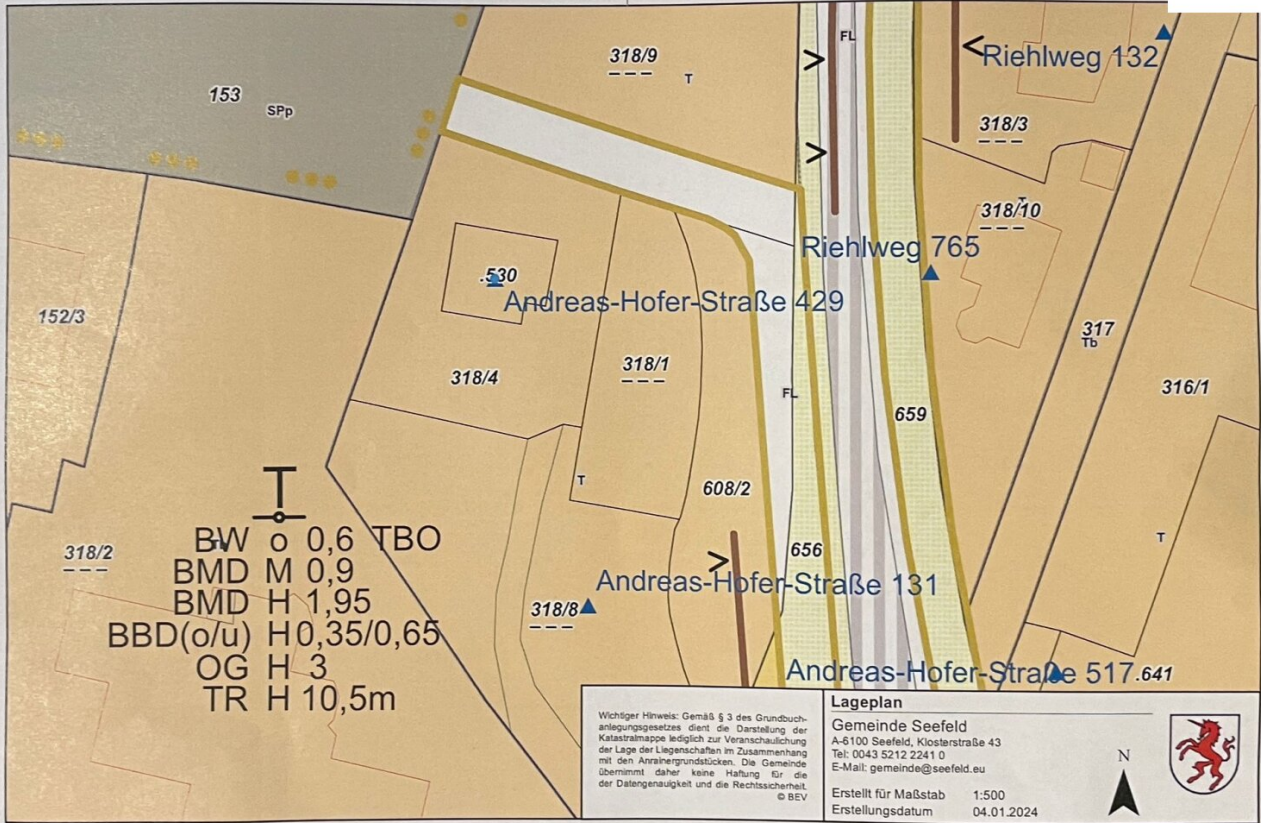 318/9
T
FL
Riehlweg 132
153
SPp
318/3
318/10
T
Riehlweg 765
.530
Andreas-Hofer-Straße 429
152/3
317
Tb
318/1
318/4
316/1
FL
659
T
608/2
T
BW o 0,6 TBO
BMD M 0,9
BMD H 1,95
BBD(o/u) H 0,35/0,65
OG H 3
TR H 10,5m
318/2
656
T
Andreas-Hofer-Straße 131
318/8
Andreas-Hofer-Straße 517
.641
Wichtiger Hinweis: Gemäß § 3 des Grundbuch-
anlegungsgesetzes dient die Darstellung der
Katastralmappe lediglich zur Veranschaulichung
der Lage der Liegenschaften im Zusammenhang
mit den Anrainergrundstücken. Die Gemeinde
übernimmt daher keine Haftung für die
der Datengenauigkeit und die Rechtssicherheit.
© BEV
Lageplan
Gemeinde Seefeld
A-6100 Seefeld, Klosterstraße 43
Tel: 0043 5212 2241 0
E-Mail: gemeinde@seefeld.eu
Erstellt für Maßstab 1:500
Erstellungsdatum 04.01.2024
N